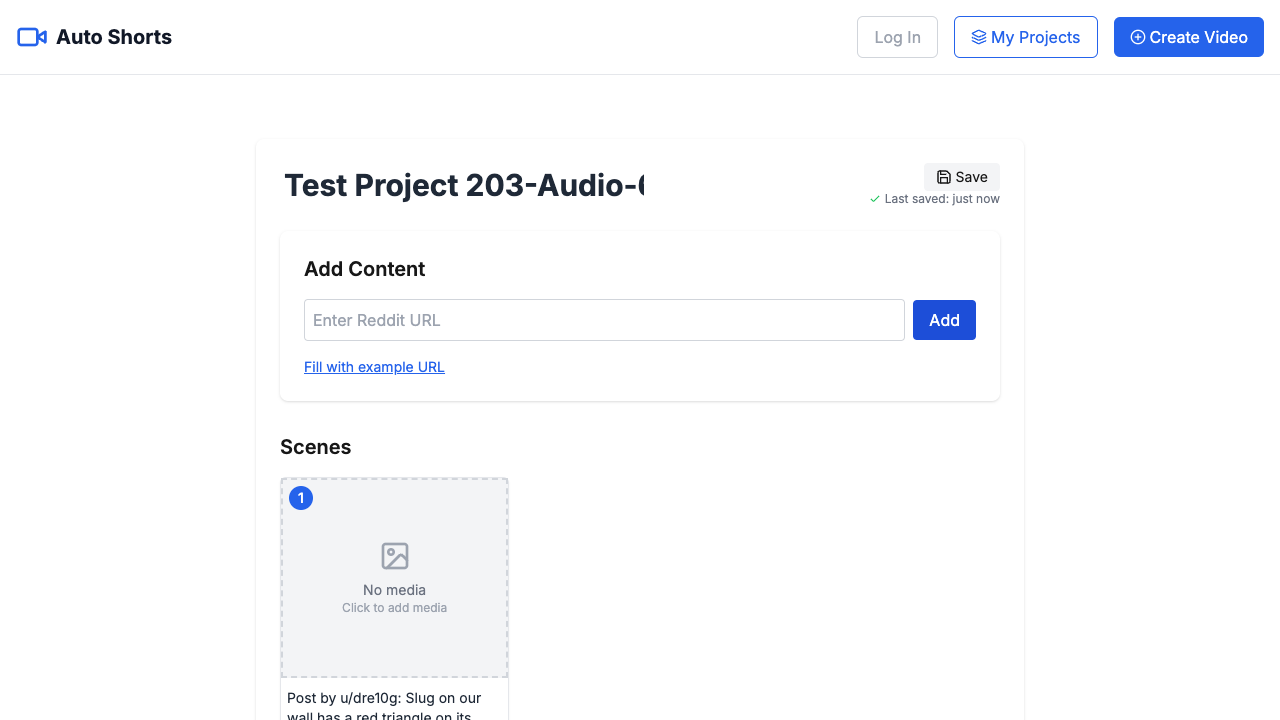 Auto Shorts
Log In
My Projects
Create Video
Test Project 203-Audio-
Save
Last saved: just now
Add Content
Enter Reddit URL
Add
Fill with example URL
Scenes
1
No media
Click to add media
Post by u/dre10g: Slug on our
wall has a red triangle on its